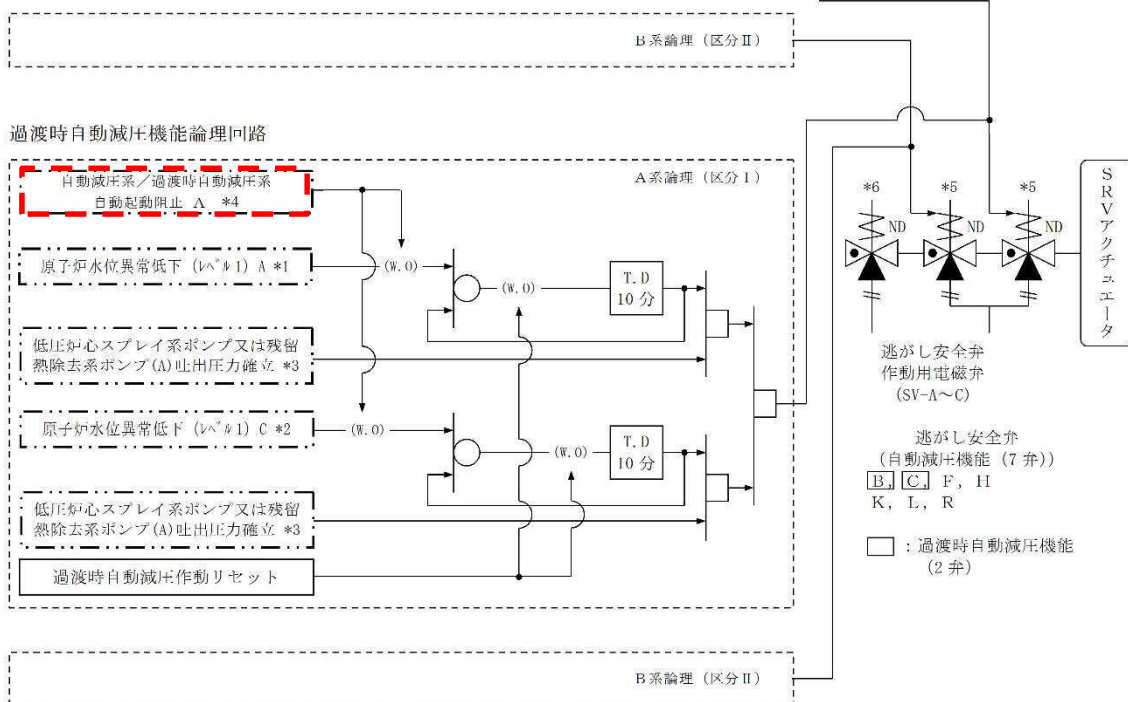 B系論理（区分Ⅱ）
過渡時自動減圧機能論理回路
自動減圧系／過渡時自動減圧系
自動起動阻止 A *4
A系論理（区分Ⅰ）
原子炉水位異常低下（ﾚﾍﾞﾙ1）A *1
(W.O)
(W.O)
T.D
10分
低圧炉心スプレイ系ポンプ又は残留
熱除去系ポンプ(A)吐出圧力確立 *3
原子炉水位異常低下（ﾚﾍﾞﾙ1）C *2
(W.O)
(W.O)
T.D
10分
低圧炉心スプレイ系ポンプ又は残留
熱除去系ポンプ(A)吐出圧力確立 *3
過渡時自動減圧作動リセット
B系論理（区分Ⅱ）
*6
*5
*5
ND
ND
ND
SRVアクチュエータ
逃がし安全弁
作動用電磁弁
(SV-A～C)
逃がし安全弁
（自動減圧機能（7弁））
B, C, F, H
K, L, R
：過渡時自動減圧機能
（2弁）